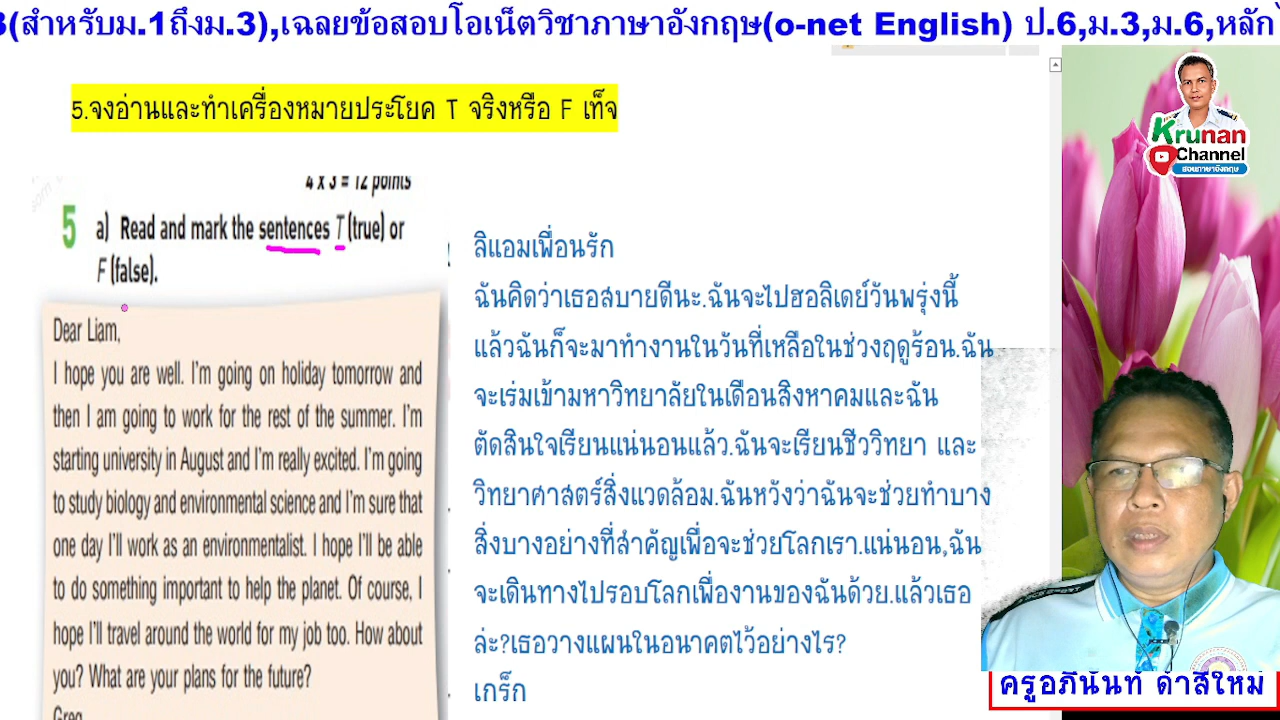 3(สำหรับม.1ถึงม.3),เฉลยข้อสอบโอเน็ตวิชาภาษาอังกฤษ(o-net English) ป.6,ม.3,ม.6,หลัก
5.จงอ่านและทำเครื่องหมายประโยค T จริงหรือ F เท็จ
4 x 3 = 12 points
5 a) Read and mark the sentences T (true) or
F (false).
Dear Liam,
I hope you are well. I'm going on holiday tomorrow and
then I am going to work for the rest of the summer. I'm
starting university in August and I'm really excited. I'm going
to study biology and environmental science and I'm sure that
one day I'll work as an environmentalist. I hope I'll be able
to do something important to help the planet. Of course, I
hope I'll travel around the world for my job too. How about
you? What are your plans for the future?
Greg
ลิแอมเพื่อนรัก
ฉันคิดว่าเธอสบายดีนะ.ฉันจะไปฮอลิเดย์วันพรุ่งนี้
แล้วฉันก็จะมาทำงานในวันที่เหลือในช่วงฤดูร้อน.ฉัน
จะเร่มเข้ามหาวิทยาลัยในเดือนสิงหาคมและฉัน
ตัดสินใจเรียนแน่นอนแล้ว.ฉันจะเรียนชีววิทยา และ
วิทยาศาสตร์สิ่งแวดล้อม.ฉันหวังว่าฉันจะช่วยทำบาง
สิ่งบางอย่างที่สำคัญเพื่อจะช่วยโลกเรา.แน่นอน,ฉัน
จะเดินทางไปรอบโลกเพื่องานของฉันด้วย.แล้วเธอ
ล่ะ?เธอวางแผนในอนาคตไว้อย่างไร?
เกร็ก
Krunan
Channel
สอนภาษาอังกฤษ
ครูอภินันท์ ดำสีใหม่